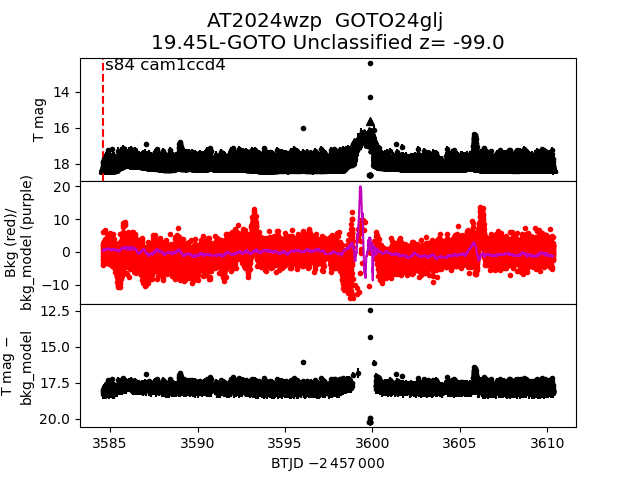 AT2024wzp  GOTO24glj
19.45L-GOTO Unclassified z= -99.0
s84 cam1ccd4
T mag
14
16
18
Bkg (red)/
bkg_model (purple)
20
10
0
−10
T mag −
bkg_model
12.5
15.0
17.5
20.0
3585 3590 3595 3600 3605 3610
BTJD −2 457 000